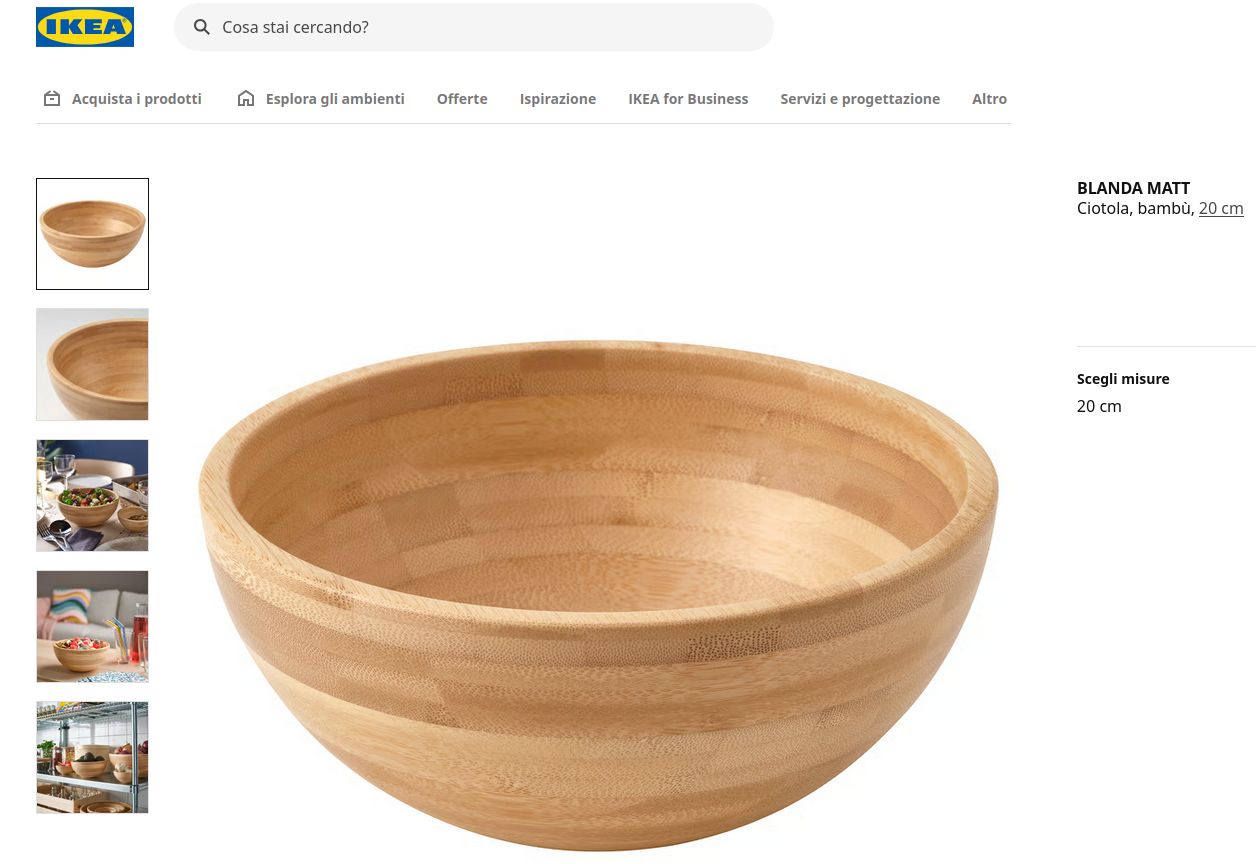 IKEA
Cosa stai cercando?
Acquista i prodotti
Esplora gli ambienti
Offerte
Ispirazione
IKEA for Business
Servizi e progettazione
Altro
BLANDA MATT
Ciotola, bambù, 20 cm
Scegli misure
20 cm